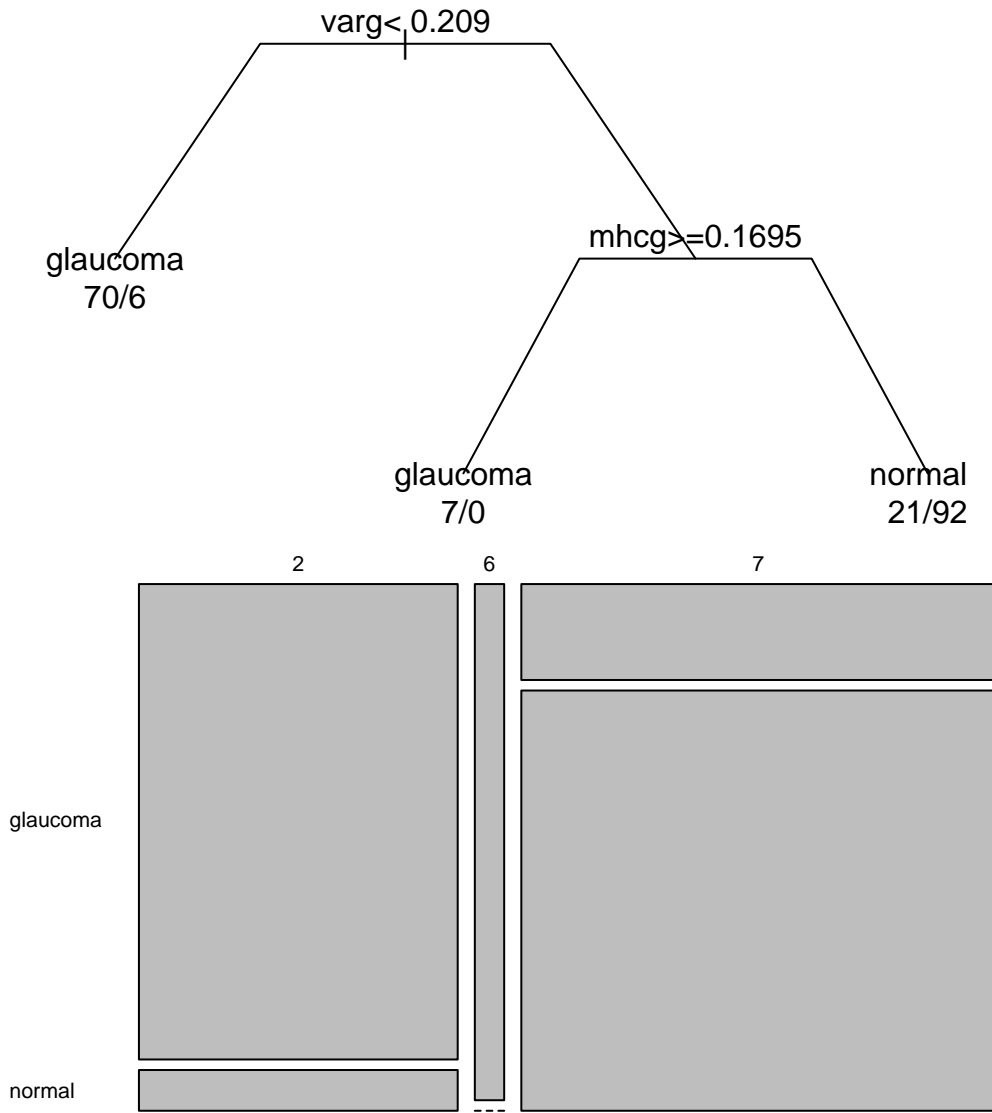 varg< 0.209
mhcg>=0.1695
glaucoma
70/6
glaucoma
7/0
normal
21/92
2 6 7
glaucoma
normal